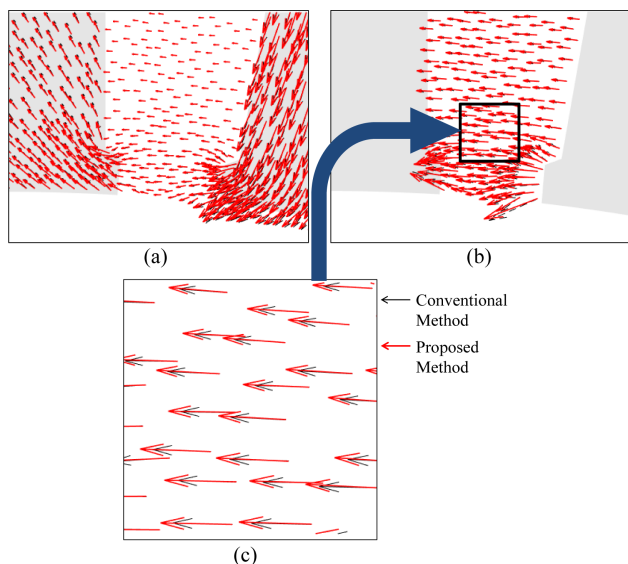 (a)
(b)
Conventional
Method
Proposed
Method
(c)